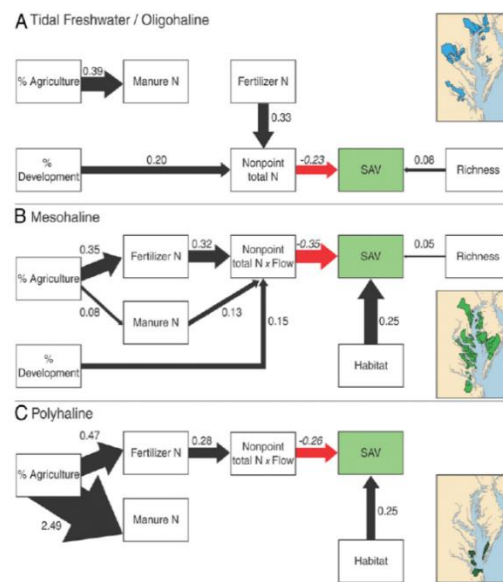 A Tidal Freshwater / Oligohaline
% Agriculture
0.39
Manure N
Fertilizer N
0.33
%
Development
0.20
Nonpoint
total N
-0.23
SAV
0.08
Richness
B Mesohaline
% Agriculture
0.35
Fertilizer N
0.32
Nonpoint
total N x Flow
-0.35
SAV
0.05
Richness
0.08
Manure N
0.13
0.15
0.25
%
Development
Habitat
C Polyhaline
% Agriculture
0.47
Fertilizer N
0.28
Nonpoint
total N x Flow
-0.26
SAV
2.49
Manure N
0.25
Habitat